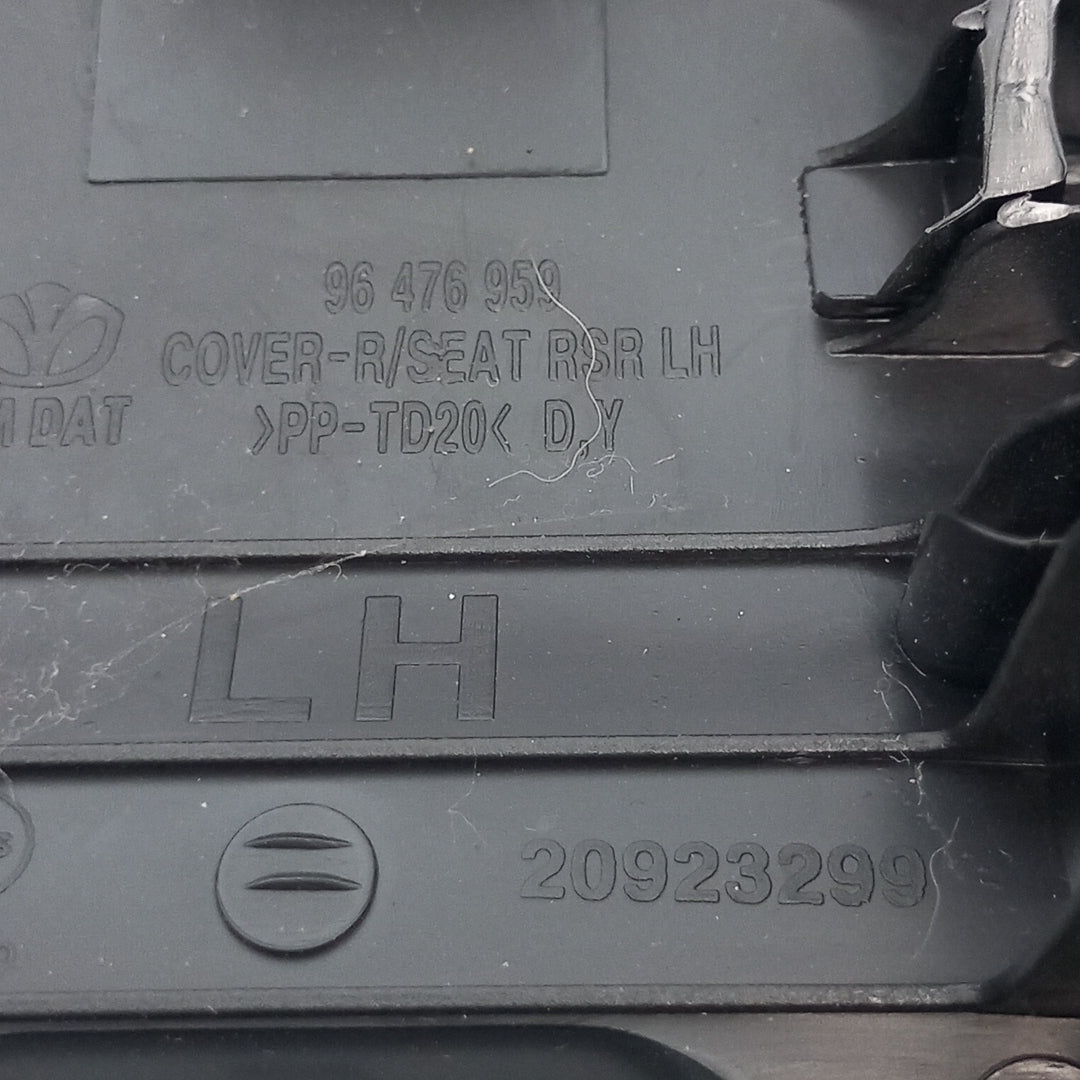 96 476 959
COVER-R/SEAT RSR LH
DAT >PP-TD20< D,Y
LH
20923299